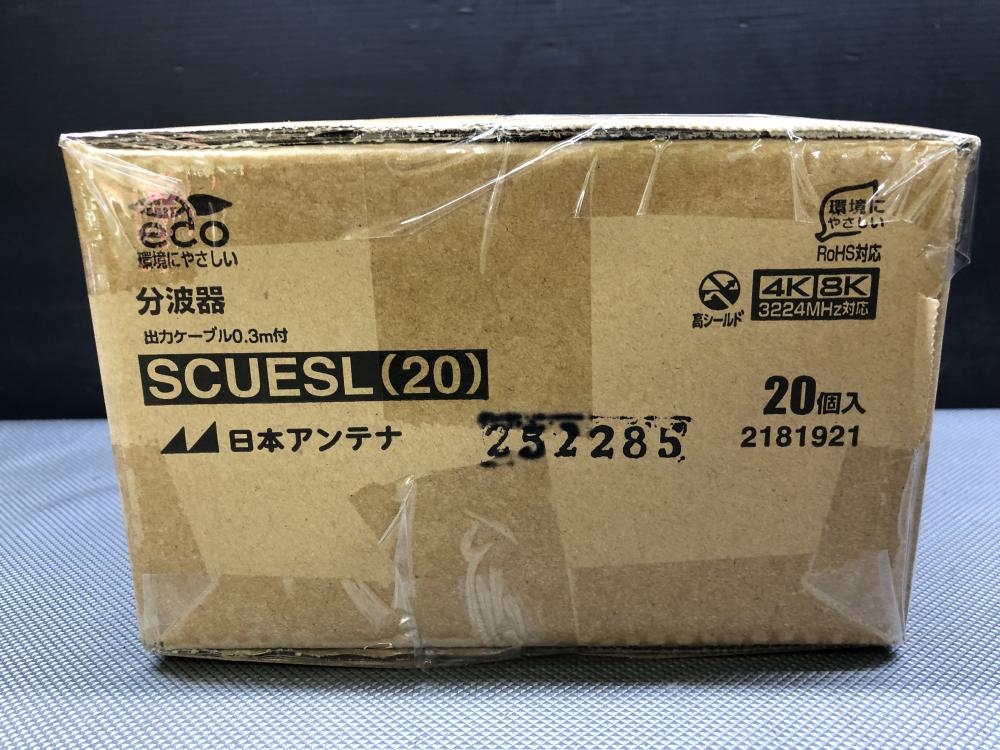 eco
環境にやさしい
分波器
出力ケーブル0.3m付
SCUESL(20)
日本アンテナ
252285
環境に
やさしい
RoHS対応
高シールド
4K 8K
3224MHz対応
20個入
2181921